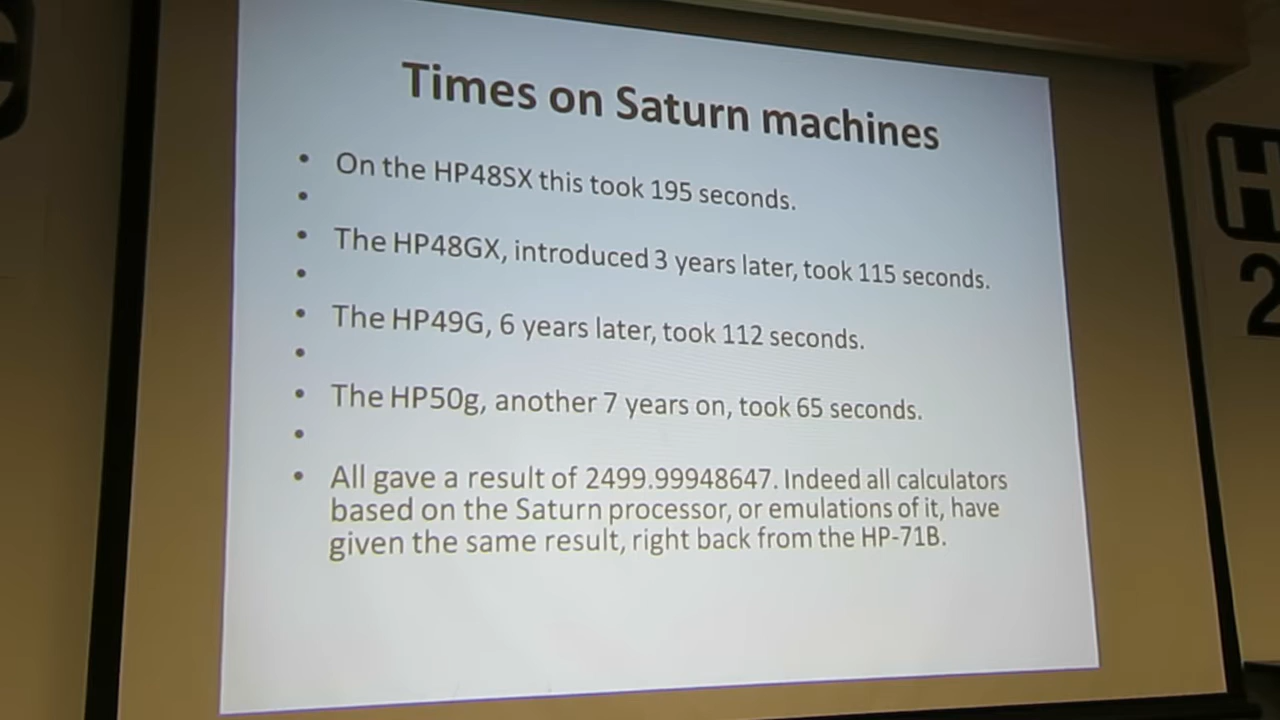 Times on Saturn machines
• On the HP48SX this took 195 seconds.
•
• The HP48GX, introduced 3 years later, took 115 seconds.
•
• The HP49G, 6 years later, took 112 seconds.
•
• The HP50g, another 7 years on, took 65 seconds.
•
• All gave a result of 2499.99948647. Indeed all calculators
based on the Saturn processor, or emulations of it, have
given the same result, right back from the HP-71B.
H
2